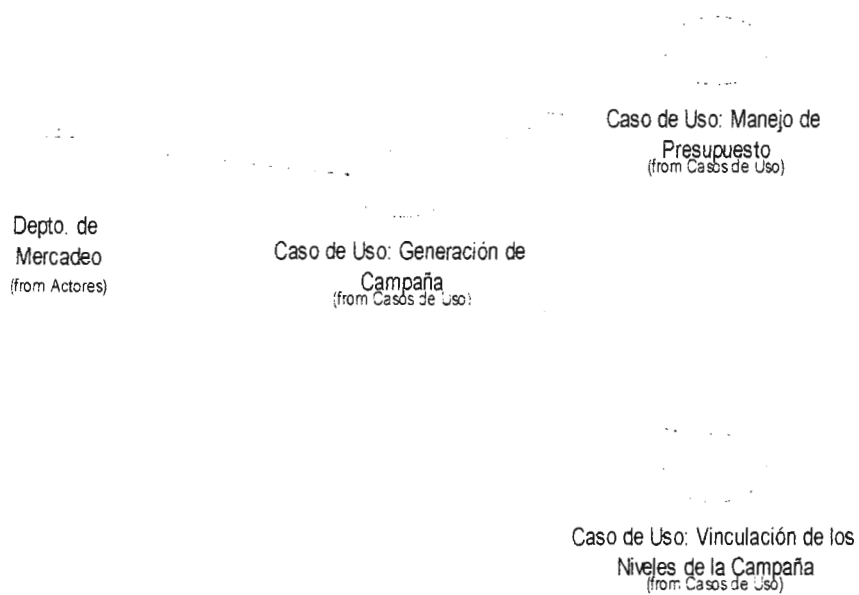 Caso de Uso: Manejo de
Presupuesto
(from Casos de Uso)
Depto. de
Mercadeo
(from Actores)
Caso de Uso: Generación de
Campaña
(from Casos de Uso)
Caso de Uso: Vinculación de los
Niveles de la Campaña
(from Casos de Uso)